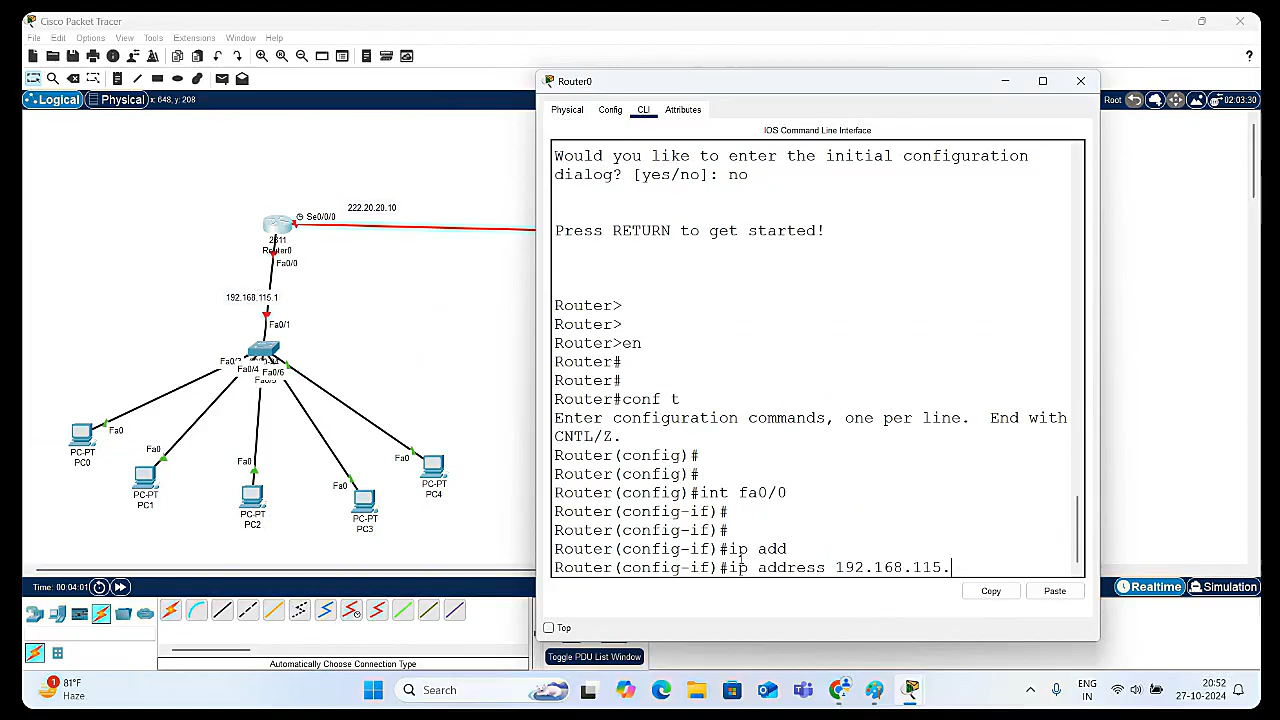 Cisco Packet Tracer
File Edit Options View Tools Extensions Window Help
Logical Physical x: 648, y: 208
Root 02:03:30
Router0
Physical Config CLI Attributes
IOS Command Line Interface
Would you like to enter the initial configuration
dialog? [yes/no]: no
Press RETURN to get started!
Router>
Router>
Router>en
Router#
Router#
Router#conf t
Enter configuration commands, one per line. End with
CNTL/Z.
Router(config)#
Router(config)#
Router(config)#int fa0/0
Router(config-if)#
Router(config-if)#
Router(config-if)#ip add
Router(config-if)#ip address 192.168.115.
Copy Paste
Top
222.20.20.10
Se0/0/0
2811
Router0
Fa0/0
192.168.115.1
Fa0/1
Fa0/4
Fa0/6
Fa0
PC-PT
PC0
Fa0
PC-PT
PC1
Fa0
PC-PT
PC2
Fa0
PC-PT
PC3
Fa0
PC-PT
PC4
Time: 00:04:01
Realtime Simulation
Automatically Choose Connection Type
Toggle PDU List Window
1
81°F
Haze
Search
ENG
IN
20:52
27-10-2024